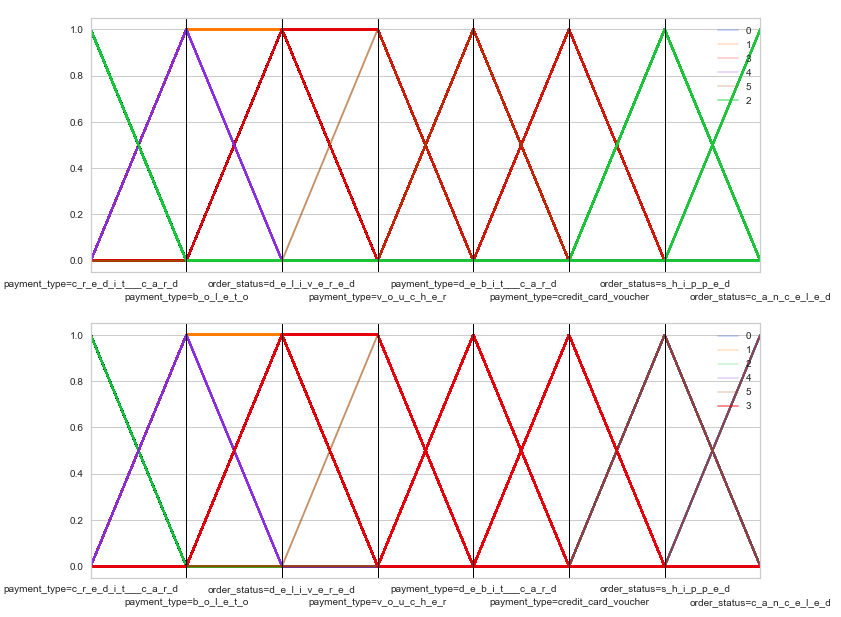 1.0
0.8
0.6
0.4
0.2
0.0
0
1
3
4
5
2
payment_type=c_r_e_d_i_t___c_a_r_d
order_status=d_e_l_i_v_e_r_e_d
payment_type=d_e_b_i_t___c_a_r_d
order_status=s_h_i_p_p_e_d
payment_type=b_o_l_e_t_o
payment_type=v_o_u_c_h_e_r
payment_type=credit_card_voucher
order_status=c_a_n_c_e_l_e_d
1.0
0.8
0.6
0.4
0.2
0.0
0
1
2
4
5
3
payment_type=c_r_e_d_i_t___c_a_r_d
order_status=d_e_l_i_v_e_r_e_d
payment_type=d_e_b_i_t___c_a_r_d
order_status=s_h_i_p_p_e_d
payment_type=b_o_l_e_t_o
payment_type=v_o_u_c_h_e_r
payment_type=credit_card_voucher
order_status=c_a_n_c_e_l_e_d